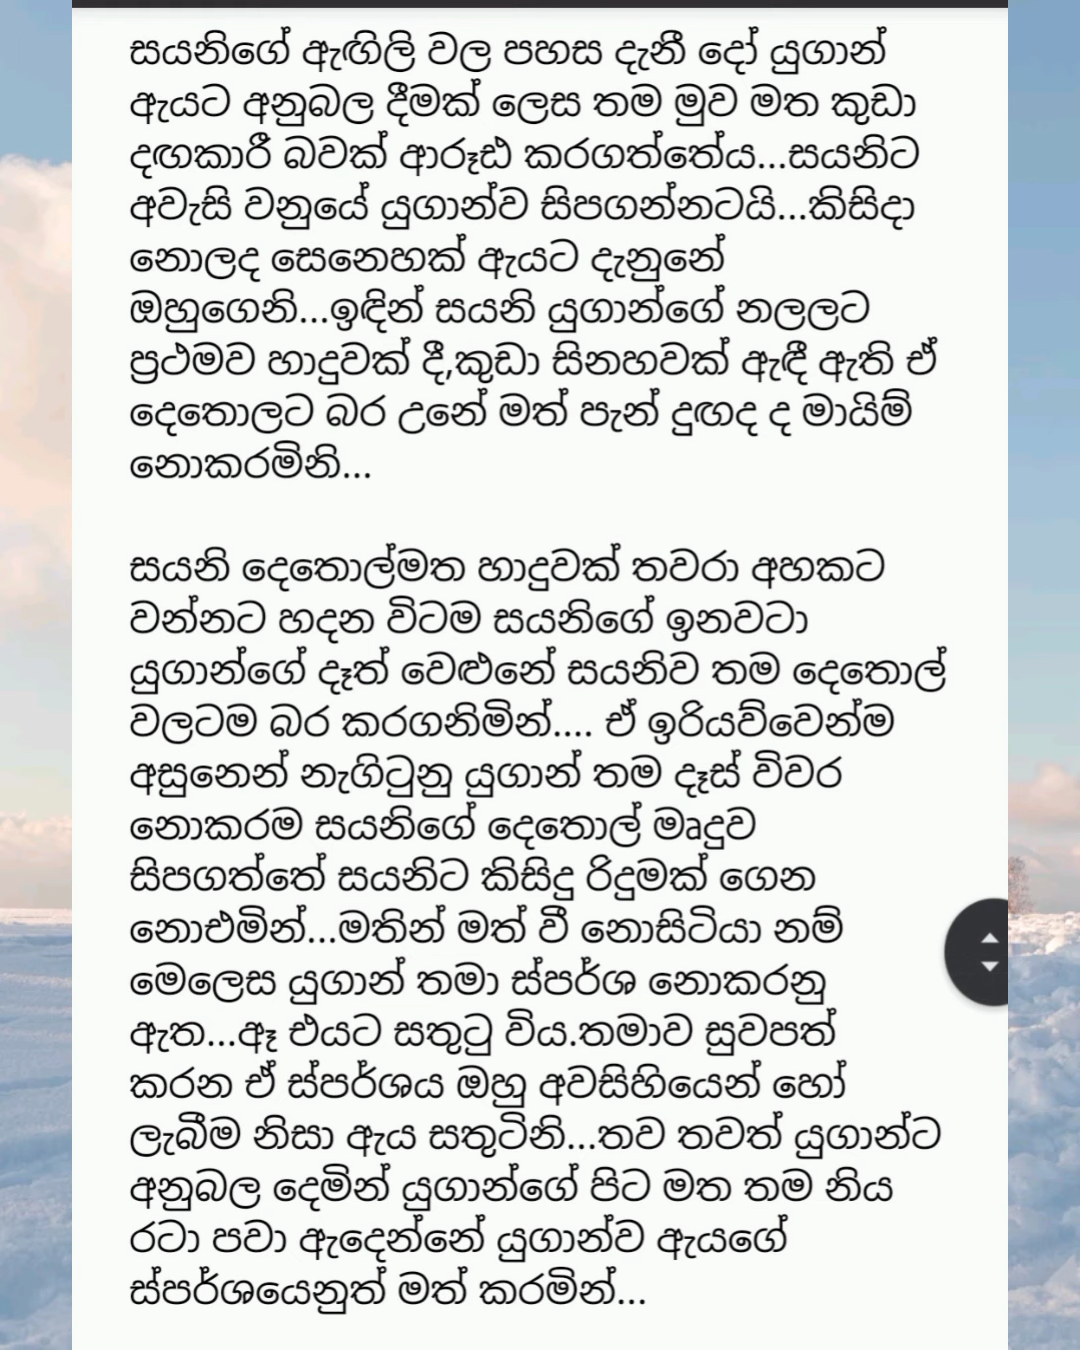 සයනිගේ ඇඟිලි වල පහස දැනී දෝ යුගාන්
ඇයට අනුබල දීමක් ලෙස තම මුව මත කුඩා
දඟකාරී බවක් ආරූඪ කරගත්තේය...සයනිට
අවැසි වනුයේ යුගාන්ව සිපගන්නටයි...කිසිදා
නොලද සෙනෙහක් ඇයට දැනුනේ
ඔහුගෙනි...ඉඳින් සයනි යුගාන්ගේ නලලට
ප්‍රථමව හාදුවක් දී,කුඩා සිනහවක් ඇඳී ඇති ඒ
දෙතොලට බර උනේ මත් පැන් දුඟද ද මායිම්
නොකරමිනි...
සයනි දෙතොල්මත හාදුවක් තවරා අහකට
වන්නට හදන විටම සයනිගේ ඉනවටා
යුගාන්ගේ දෑත් වෙළුනේ සයනිව තම දෙතොල්
වලටම බර කරගනිමින්.... ඒ ඉරියව්වෙන්ම
අසුනෙන් නැගිටුනු යුගාන් තම දෑස් විවර
නොකරම සයනිගේ දෙතොල් මෘදුව
සිපගත්තේ සයනිට කිසිදු රිදුමක් ගෙන
නොඑමින්...මතින් මත් වී නොසිටියා නම්
මෙලෙස යුගාන් තමා ස්පර්ශ නොකරනු
ඇත...ඈ එයට සතුටු විය.තමාව සුවපත්
කරන ඒ ස්පර්ශය ඔහු අවසිහියෙන් හෝ
ලැබීම නිසා ඇය සතුටිනි...තව තවත් යුගාන්ට
අනුබල දෙමින් යුගාන්ගේ පිට මත තම නිය
රටා පවා ඇදෙන්නේ යුගාන්ව ඇයගේ
ස්පර්ශයෙනුත් මත් කරමින්...